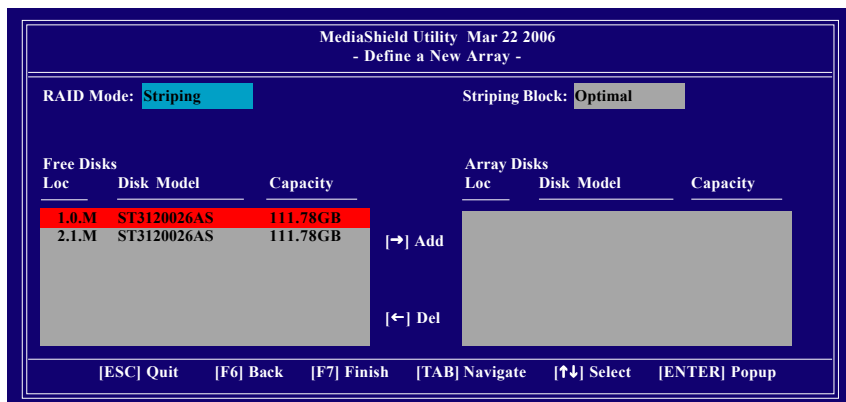 MediaShield Utility Mar 22 2006
- Define a New Array -
RAID Mode: Striping Striping Block: Optimal
Free Disks Array Disks
Loc Disk Model Capacity Loc Disk Model Capacity
1.0.M ST3120026AS 111.78GB
2.1.M ST3120026AS 111.78GB
[→] Add
[←] Del
[ESC] Quit [F6] Back [F7] Finish [TAB] Navigate [↑↓] Select [ENTER] Popup